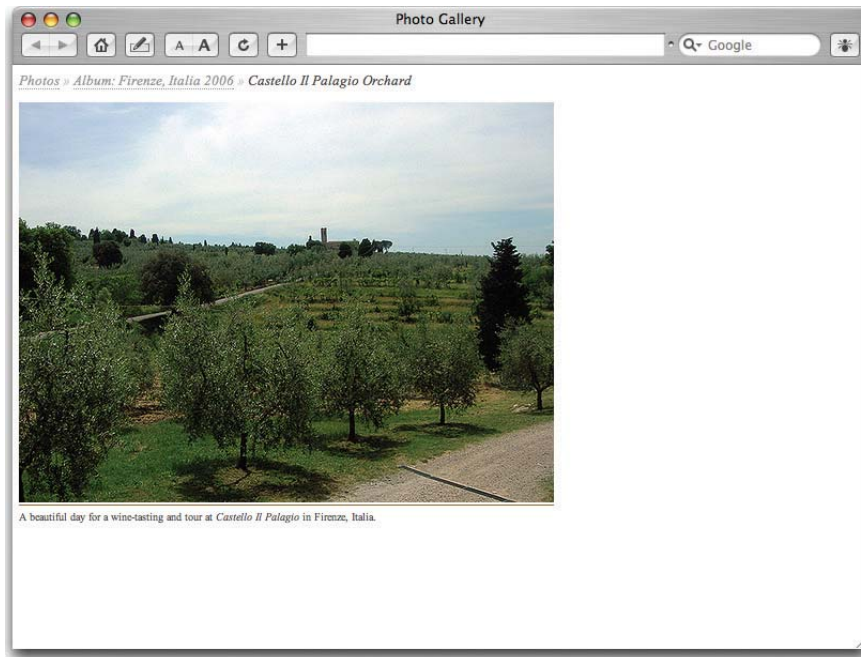 Photo Gallery
A A
Google
Photos » Album: Firenze, Italia 2006 » Castello Il Palagio Orchard
A beautiful day for a wine-tasting and tour at Castello Il Palagio in Firenze, Italia.